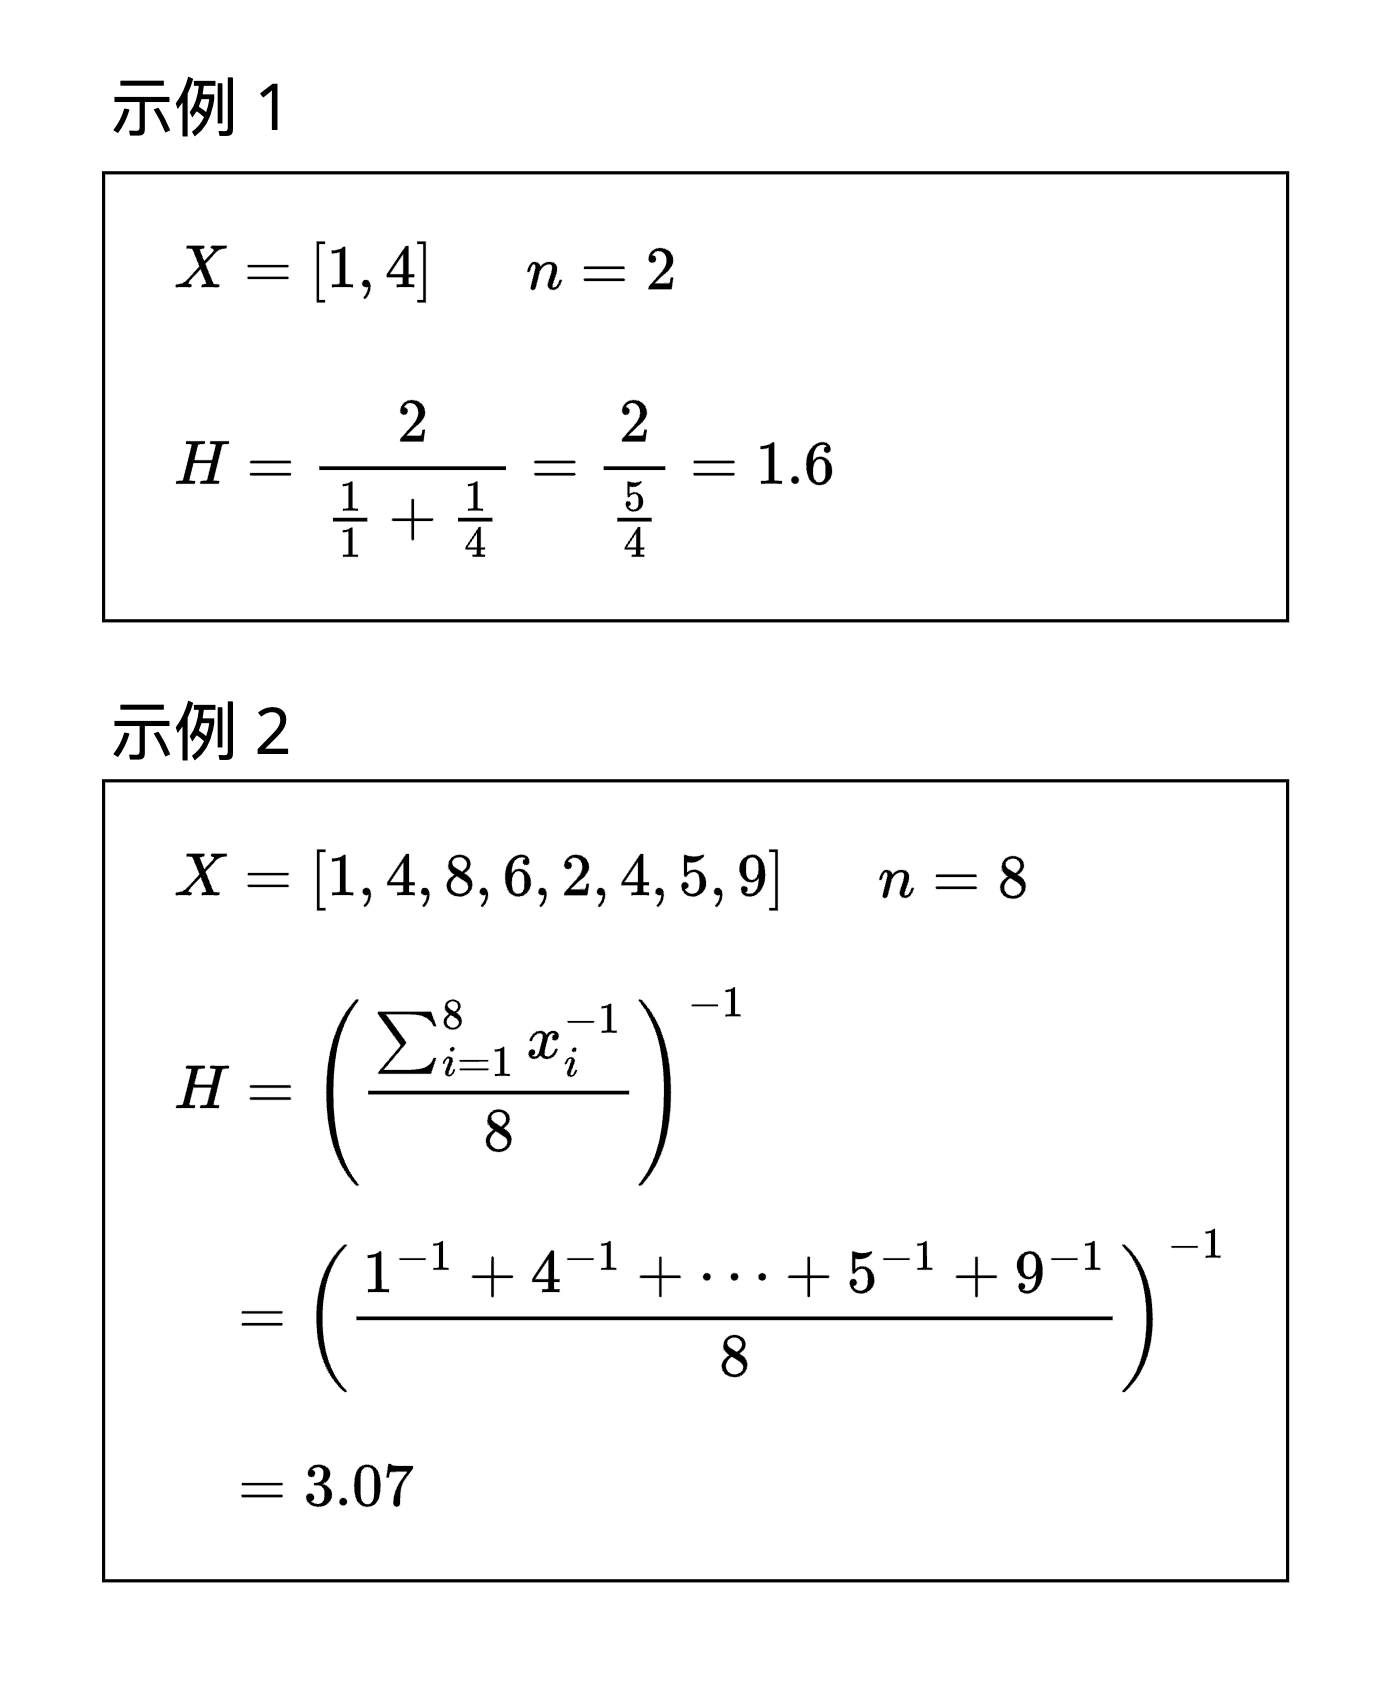 示例 1
X = [1, 4] n = 2
H = \frac{2}{\frac{1}{1} + \frac{1}{4}} = \frac{2}{\frac{5}{4}} = 1.6
示例 2
X = [1, 4, 8, 6, 2, 4, 5, 9] n = 8
H = \left( \frac{\sum_{i=1}^{8} x_i^{-1}}{8} \right)^{-1}
= \left( \frac{1^{-1} + 4^{-1} + \cdots + 5^{-1} + 9^{-1}}{8} \right)^{-1}
= 3.07